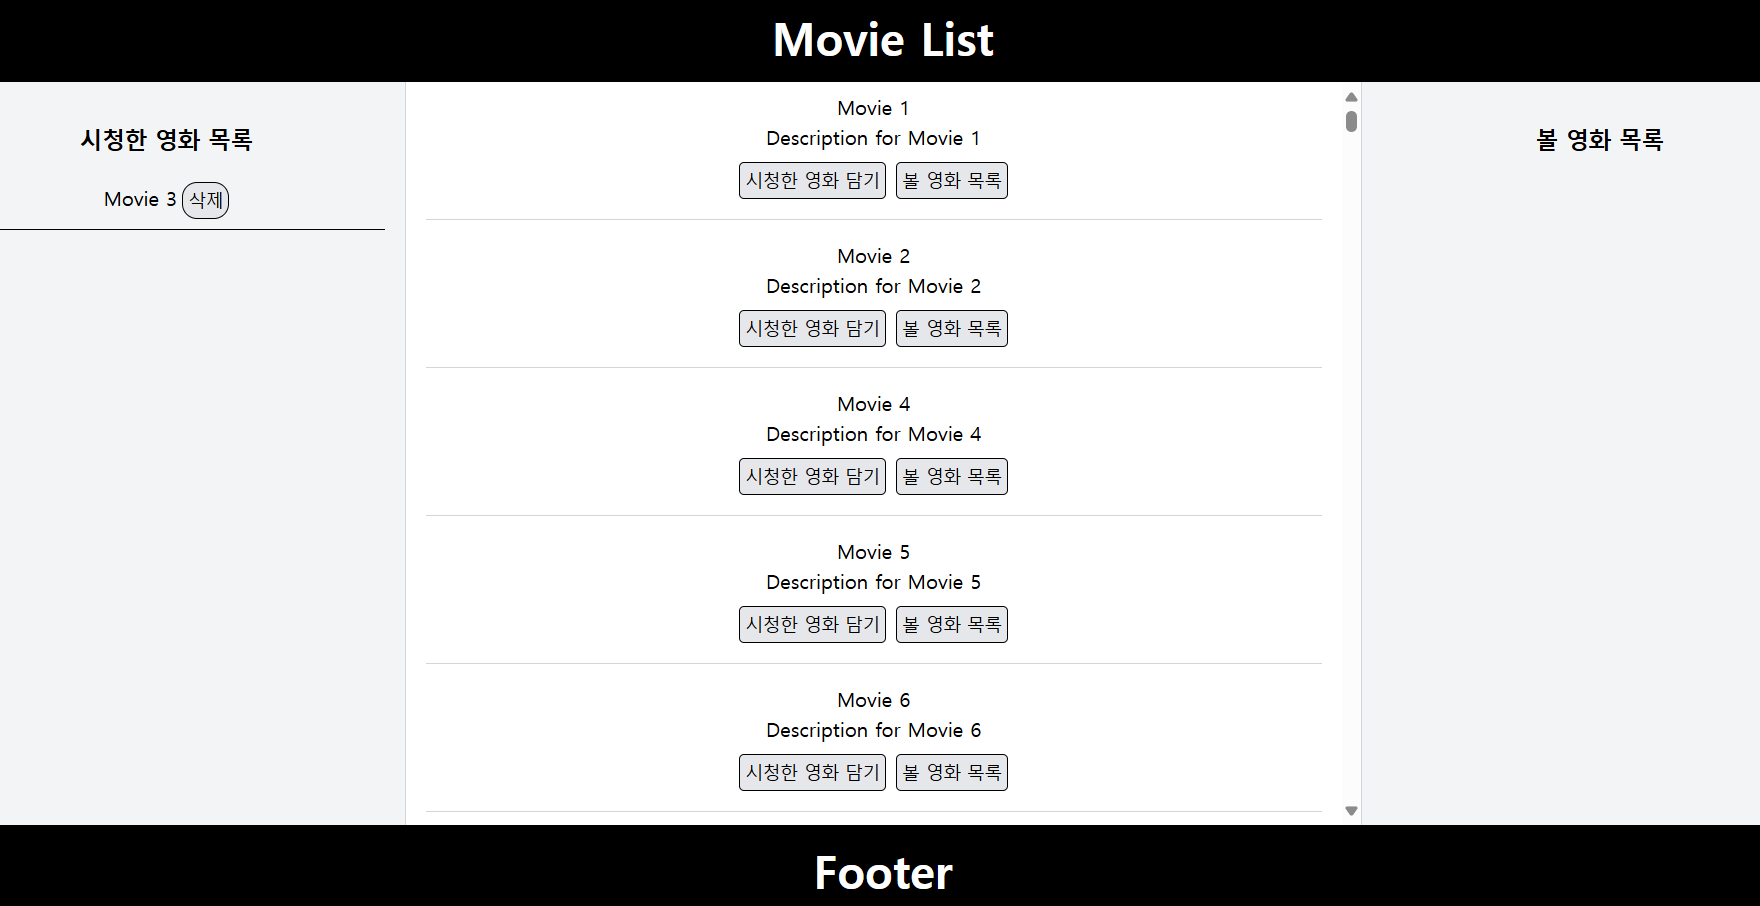 Movie List
시청한 영화 목록
Movie 3 삭제
Movie 1
Description for Movie 1
시청한 영화 담기 볼 영화 목록
Movie 2
Description for Movie 2
시청한 영화 담기 볼 영화 목록
Movie 4
Description for Movie 4
시청한 영화 담기 볼 영화 목록
Movie 5
Description for Movie 5
시청한 영화 담기 볼 영화 목록
Movie 6
Description for Movie 6
시청한 영화 담기 볼 영화 목록
볼 영화 목록
Footer